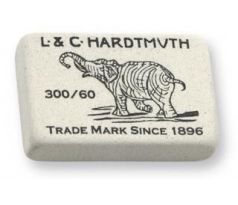 L. & C. HARDTMUTH
300/60
TRADE MARK SINCE 1896